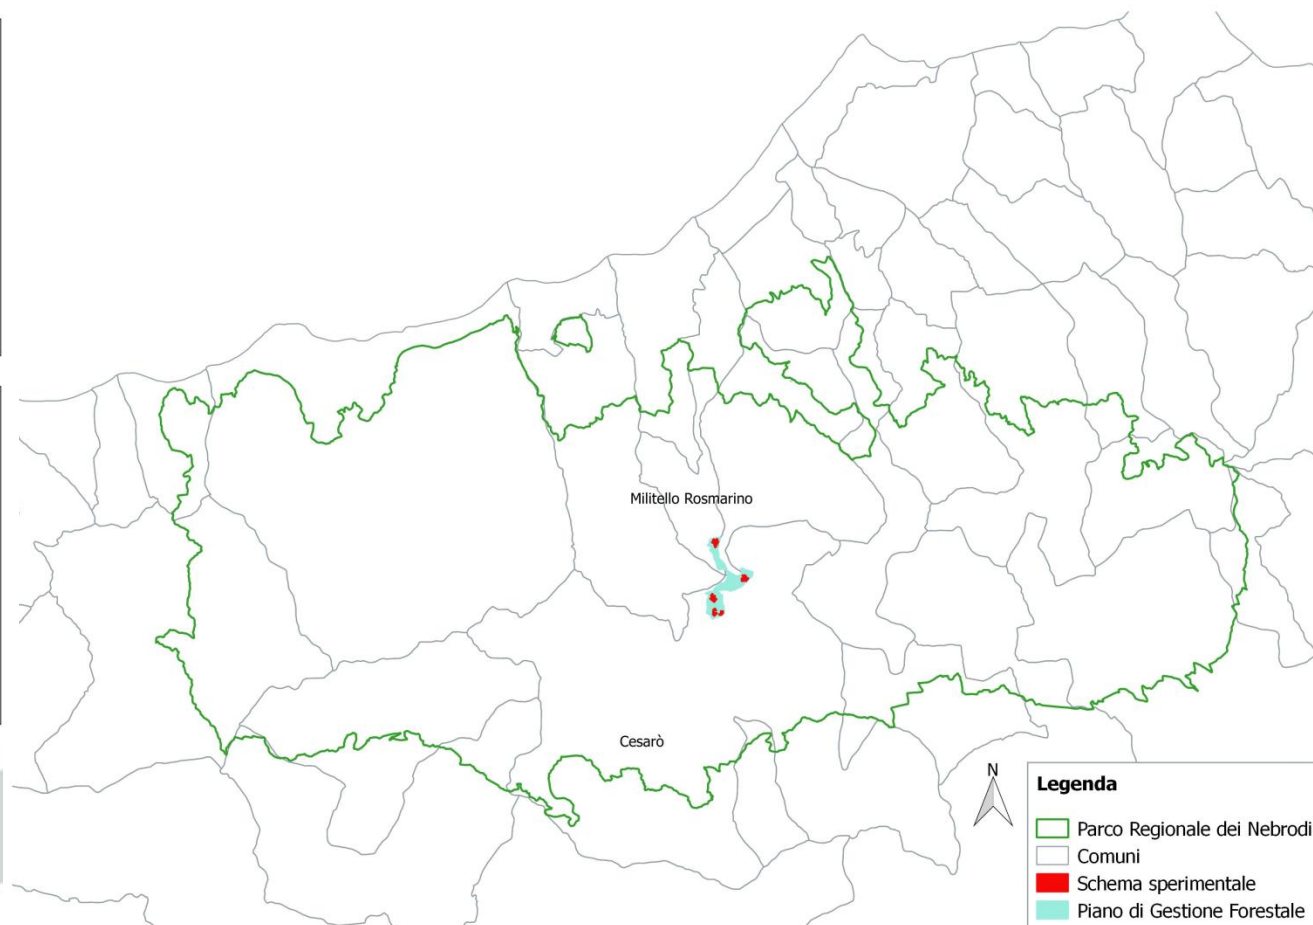 Militello Rosmarino
Cesarò
N
Legenda
Parco Regionale dei Nebrodi
Comuni
Schema sperimentale
Piano di Gestione Forestale